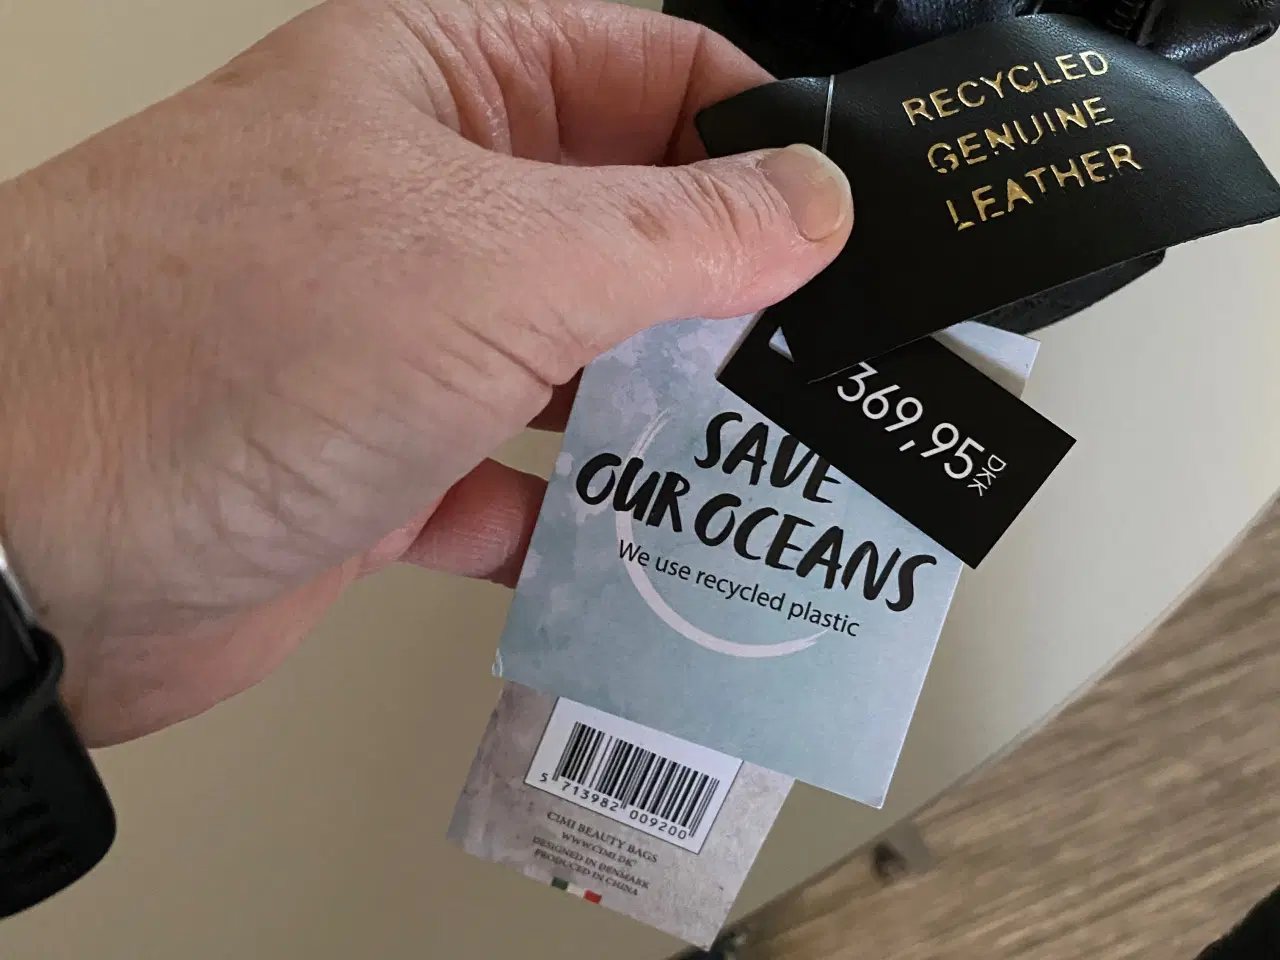 RECYCLED
GENUINE
LEATHER
369,95 DKK
SAVE
OUR OCEANS
We use recycled plastic
5 713982 009200
CIMI BEAUTY BAGS
WWW.CIMI.DK
DESIGNED IN DENMARK
PRODUCED IN CHINA